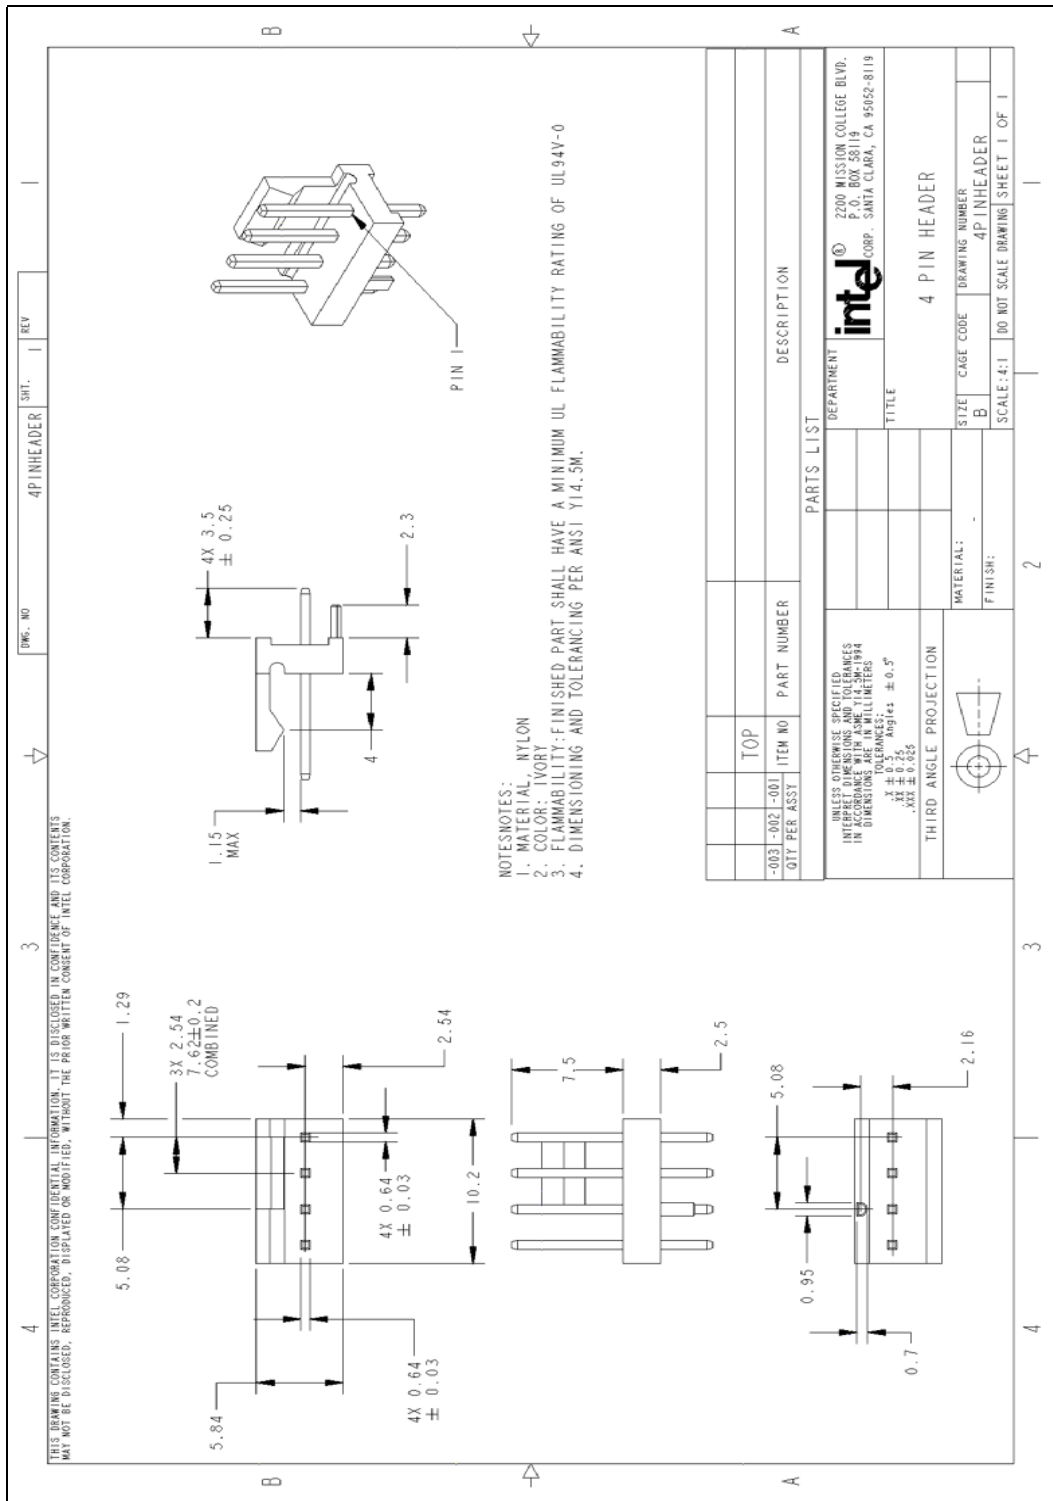 THIS DRAWING CONTAINS INTEL CORPORATION CONFIDENTIAL INFORMATION. IT IS DISCLOSED IN CONFIDENCE AND ITS CONTENTS
MAY NOT BE DISCLOSED, REPRODUCED, DISPLAYED OR MODIFIED, WITHOUT THE PRIOR WRITTEN CONSENT OF INTEL CORPORATION.
4
3
DWG. NO
4PINHEADER
SHT.
1
REV
1
B
B
5.84
5.08
1.29
3X 2.54
7.62±0.2
COMBINED
2.54
4X 0.64
± 0.03
4X 0.64
± 0.03
10.2
7.5
2.5
5.08
2.16
0.95
0.7
1.15
MAX
4
4X 3.5
± 0.25
2.3
PIN 1
NOTESNOTES:
1. MATERIAL, NYLON
2. COLOR: IVORY
3. FLAMMABILITY:FINISHED PART SHALL HAVE A MINIMUM UL FLAMMABILITY RATING OF UL94V-0
4. DIMENSIONING AND TOLERANCING PER ANSI Y14.5M.
TOP
-003 -002 -001
ITEM NO
PART NUMBER
DESCRIPTION
QTY PER ASSY
PARTS LIST
UNLESS OTHERWISE SPECIFIED
INTERPRET DIMENSIONS AND TOLERANCES
IN ACCORDANCE WITH ASME Y14.5M-1994
DIMENSIONS ARE IN MILLIMETERS
TOLERANCES:
.X ± 0.5 Angles ± 0.5°
.XX ± 0.25
.XXX ± 0.025
THIRD ANGLE PROJECTION
MATERIAL: -
FINISH:
DEPARTMENT
intel®
CORP.
2200 MISSION COLLEGE BLVD.
P.O. BOX 58119
SANTA CLARA, CA 95052-8119
TITLE
4 PIN HEADER
SIZE
B
CAGE CODE
DRAWING NUMBER
4PINHEADER
SCALE:4:1
DO NOT SCALE DRAWING
SHEET 1 OF 1
A
A
4
3
2
1